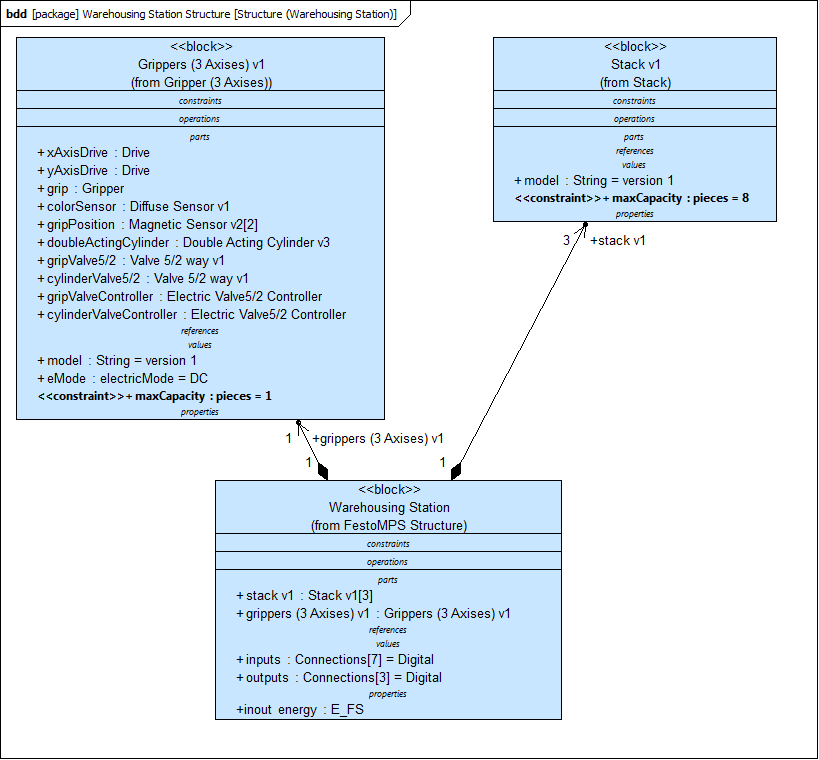 bdd [package] Warehousing Station Structure [Structure (Warehousing Station)]
<<block>>
Grippers (3 Axises) v1
(from Gripper (3 Axises))
constraints
operations
parts
+ xAxisDrive : Drive
+ yAxisDrive : Drive
+ grip : Gripper
+ colorSensor : Diffuse Sensor v1
+ gripPosition : Magnetic Sensor v2[2]
+ doubleActingCylinder : Double Acting Cylinder v3
+ gripValve5/2 : Valve 5/2 way v1
+ cylinderValve5/2 : Valve 5/2 way v1
+ gripValveController : Electric Valve5/2 Controller
+ cylinderValveController : Electric Valve5/2 Controller
references
values
+ model : String = version 1
+ eMode : electricMode = DC
<<constraint>>+ maxCapacity : pieces = 1
properties
<<block>>
Stack v1
(from Stack)
constraints
operations
parts
references
values
+ model : String = version 1
<<constraint>>+ maxCapacity : pieces = 8
properties
3 +stack v1
1 +grippers (3 Axises) v1
1
1
<<block>>
Warehousing Station
(from FestoMPS Structure)
constraints
operations
parts
+ stack v1 : Stack v1[3]
+ grippers (3 Axises) v1 : Grippers (3 Axises) v1
references
values
+ inputs : Connections[7] = Digital
+ outputs : Connections[3] = Digital
properties
+inout energy : E_FS